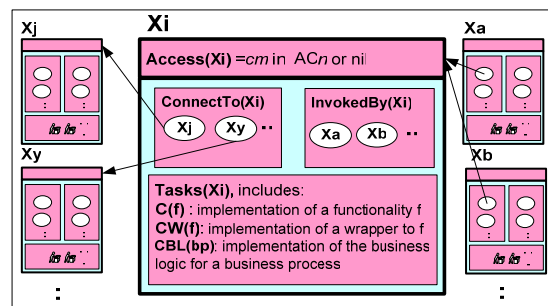 Xi
Xj
Xa
Access(Xi) =cm in ACn or nil
ConnectTo(Xi)
InvokedBy(Xi)
Xj
Xy
..
Xa
Xb
..
Xy
Xb
Tasks(Xi), includes:
C(f) : implementation of a functionality f
CW(f): implementation of a wrapper to f
CBL(bp): implementation of the business
logic for a business process